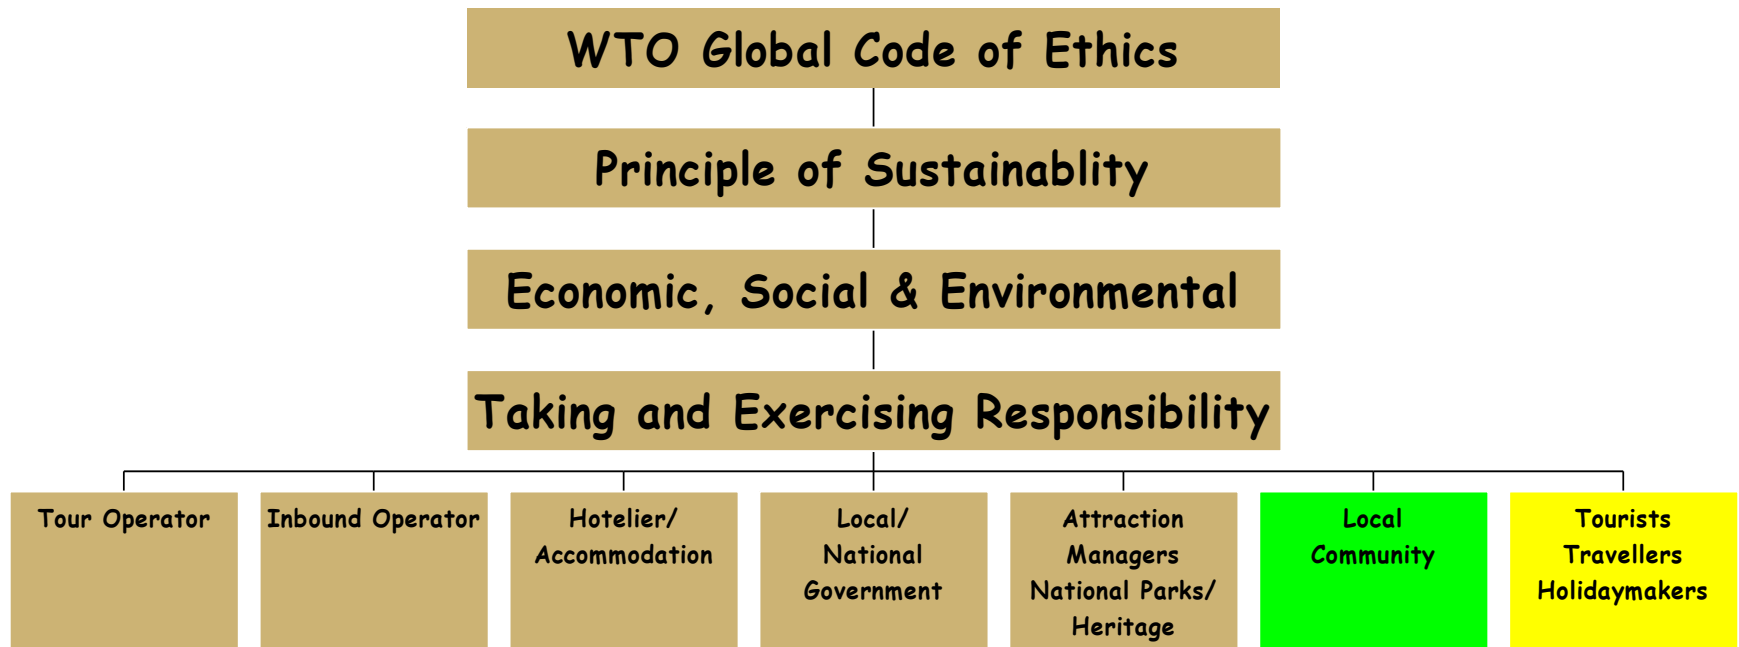 WTO Global Code of Ethics
Principle of Sustainablity
Economic, Social & Environmental
Taking and Exercising Responsibility
Tour Operator
Inbound Operator
Hotelier/
Accommodation
Local/
National
Government
Attraction
Managers
National Parks/
Heritage
Local
Community
Tourists
Travellers
Holidaymakers